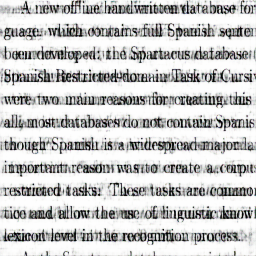 A new offline handwritten database for
guage, which contains full Spanish senten
been developed: the Spartacus database (
Spanish Restricted-domain Task of Cursi
were two main reasons for creating this
all, most databases do not contain Spanis
though Spanish is a widespread major la
important reason was to create a corpus
restricted tasks. These tasks are common
tice and allow the use of linguistic knowl
lexicon level in the recognition process.